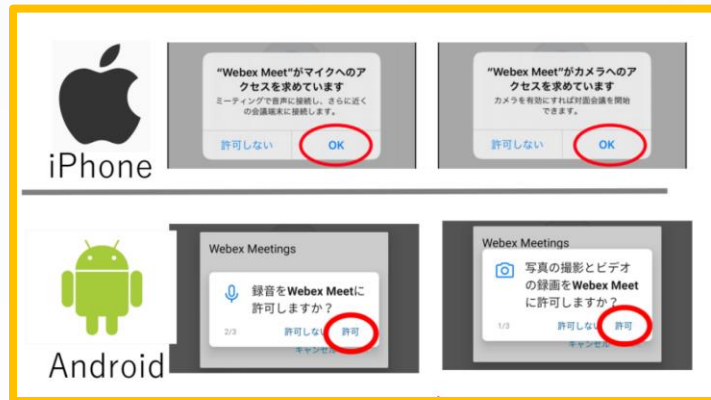 "Webex Meet"がマイクへのア
クセスを求めています
ミーティングで音声に接続し、さらに近く
の会議端末に接続します。
許可しない
OK
"Webex Meet"がカメラへのア
クセスを求めています
カメラを有効にすれば対面会議を開始
できます。
許可しない
OK
iPhone
Webex Meetings
録音をWebex Meetに
許可しますか？
2/3
許可しない
許可
キャンセル
Webex Meetings
写真の撮影とビデオ
の録画をWebex Meet
に許可しますか？
1/3
許可しない
許可
キャンセル
Android